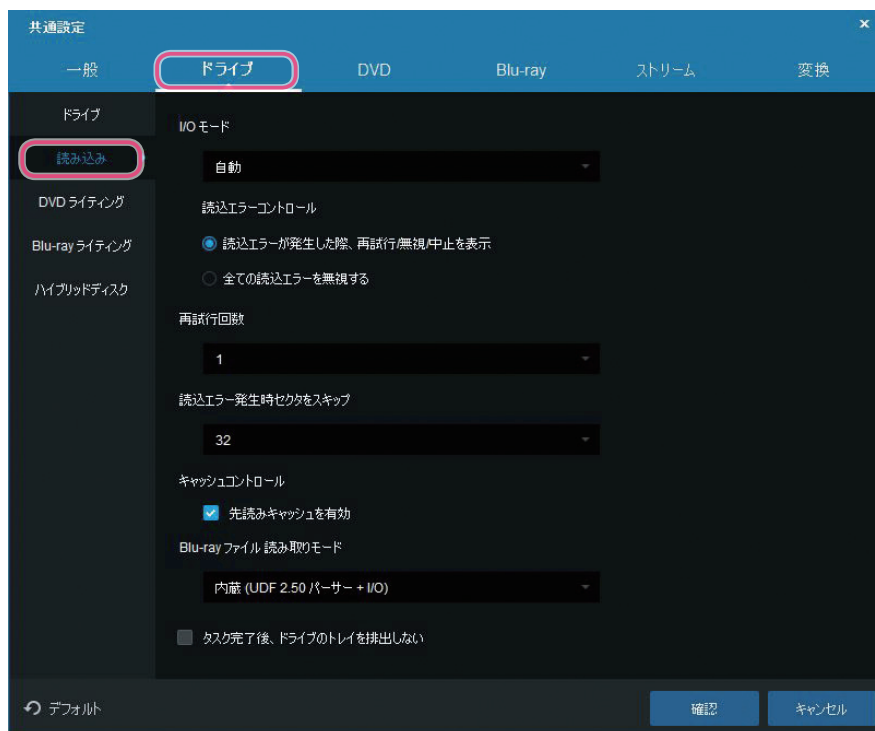 共通設定
×
一般 ドライブ DVD Blu-ray ストリーム 変換
ドライブ
読み込み
DVD ライティング
Blu-ray ライティング
ハイブリッドディスク
I/O モード
自動
読込エラーコントロール
読込エラーが発生した際、再試行/無視/中止を表示
全ての読込エラーを無視する
再試行回数
1
読込エラー発生時セクタをスキップ
32
キャッシュコントロール
先読みキャッシュを有効
Blu-ray ファイル 読み取りモード
内蔵 (UDF 2.50 パーサー + I/O)
タスク完了後、ドライブのトレイを排出しない
デフォルト
確認
キャンセル